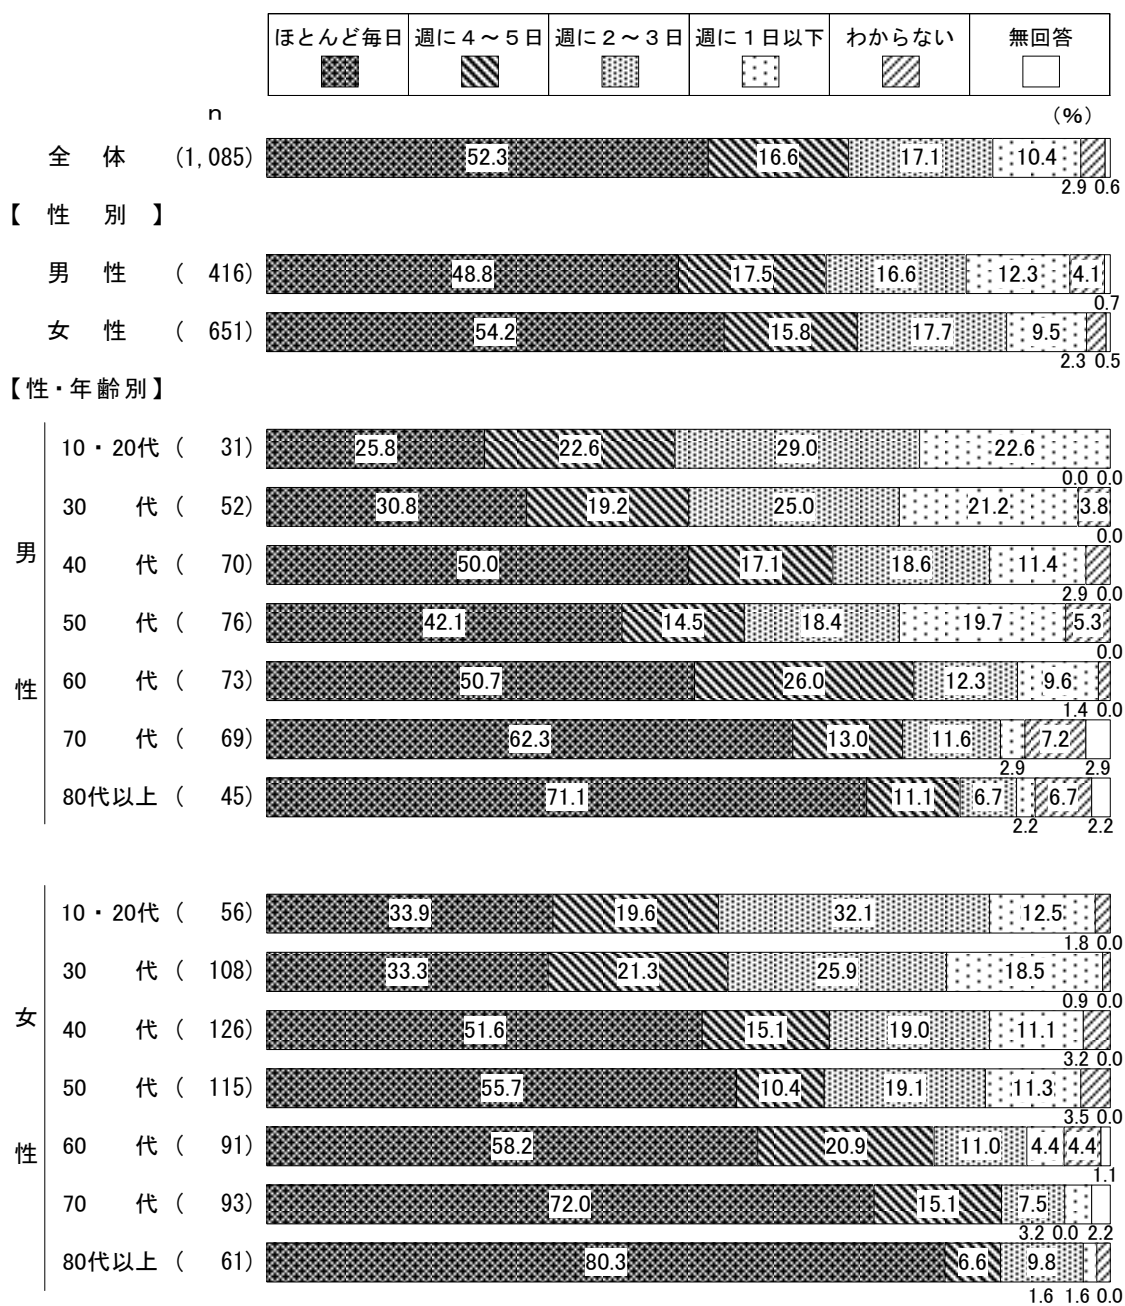 ほとんど毎日 週に４～５日 週に２～３日 週に１日以下 わからない 無回答
n （％）
全 体 (1,085) 52.3 16.6 17.1 10.4
2.9 0.6
【 性 別 】
男 性 ( 416) 48.8 17.5 16.6 12.3 4.1
0.7
女 性 ( 651) 54.2 15.8 17.7 9.5
2.3 0.5
【性・年齢別】
10・20代 ( 31) 25.8 22.6 29.0 22.6
0.0 0.0
30 代 ( 52) 30.8 19.2 25.0 21.2 3.8
0.0
男
40 代 ( 70) 50.0 17.1 18.6 11.4
2.9 0.0
50 代 ( 76) 42.1 14.5 18.4 19.7 5.3
0.0
性
60 代 ( 73) 50.7 26.0 12.3 9.6
1.4 0.0
70 代 ( 69) 62.3 13.0 11.6 7.2
2.9 2.9
80代以上 ( 45) 71.1 11.1 6.7 6.7
2.2 2.2
10・20代 ( 56) 33.9 19.6 32.1 12.5
1.8 0.0
30 代 ( 108) 33.3 21.3 25.9 18.5
0.9 0.0
女
40 代 ( 126) 51.6 15.1 19.0 11.1
3.2 0.0
50 代 ( 115) 55.7 10.4 19.1 11.3
3.5 0.0
性
60 代 ( 91) 58.2 20.9 11.0 4.4 4.4
1.1
70 代 ( 93) 72.0 15.1 7.5
3.2 0.0 2.2
80代以上 ( 61) 80.3 6.6 9.8
1.6 1.6 0.0